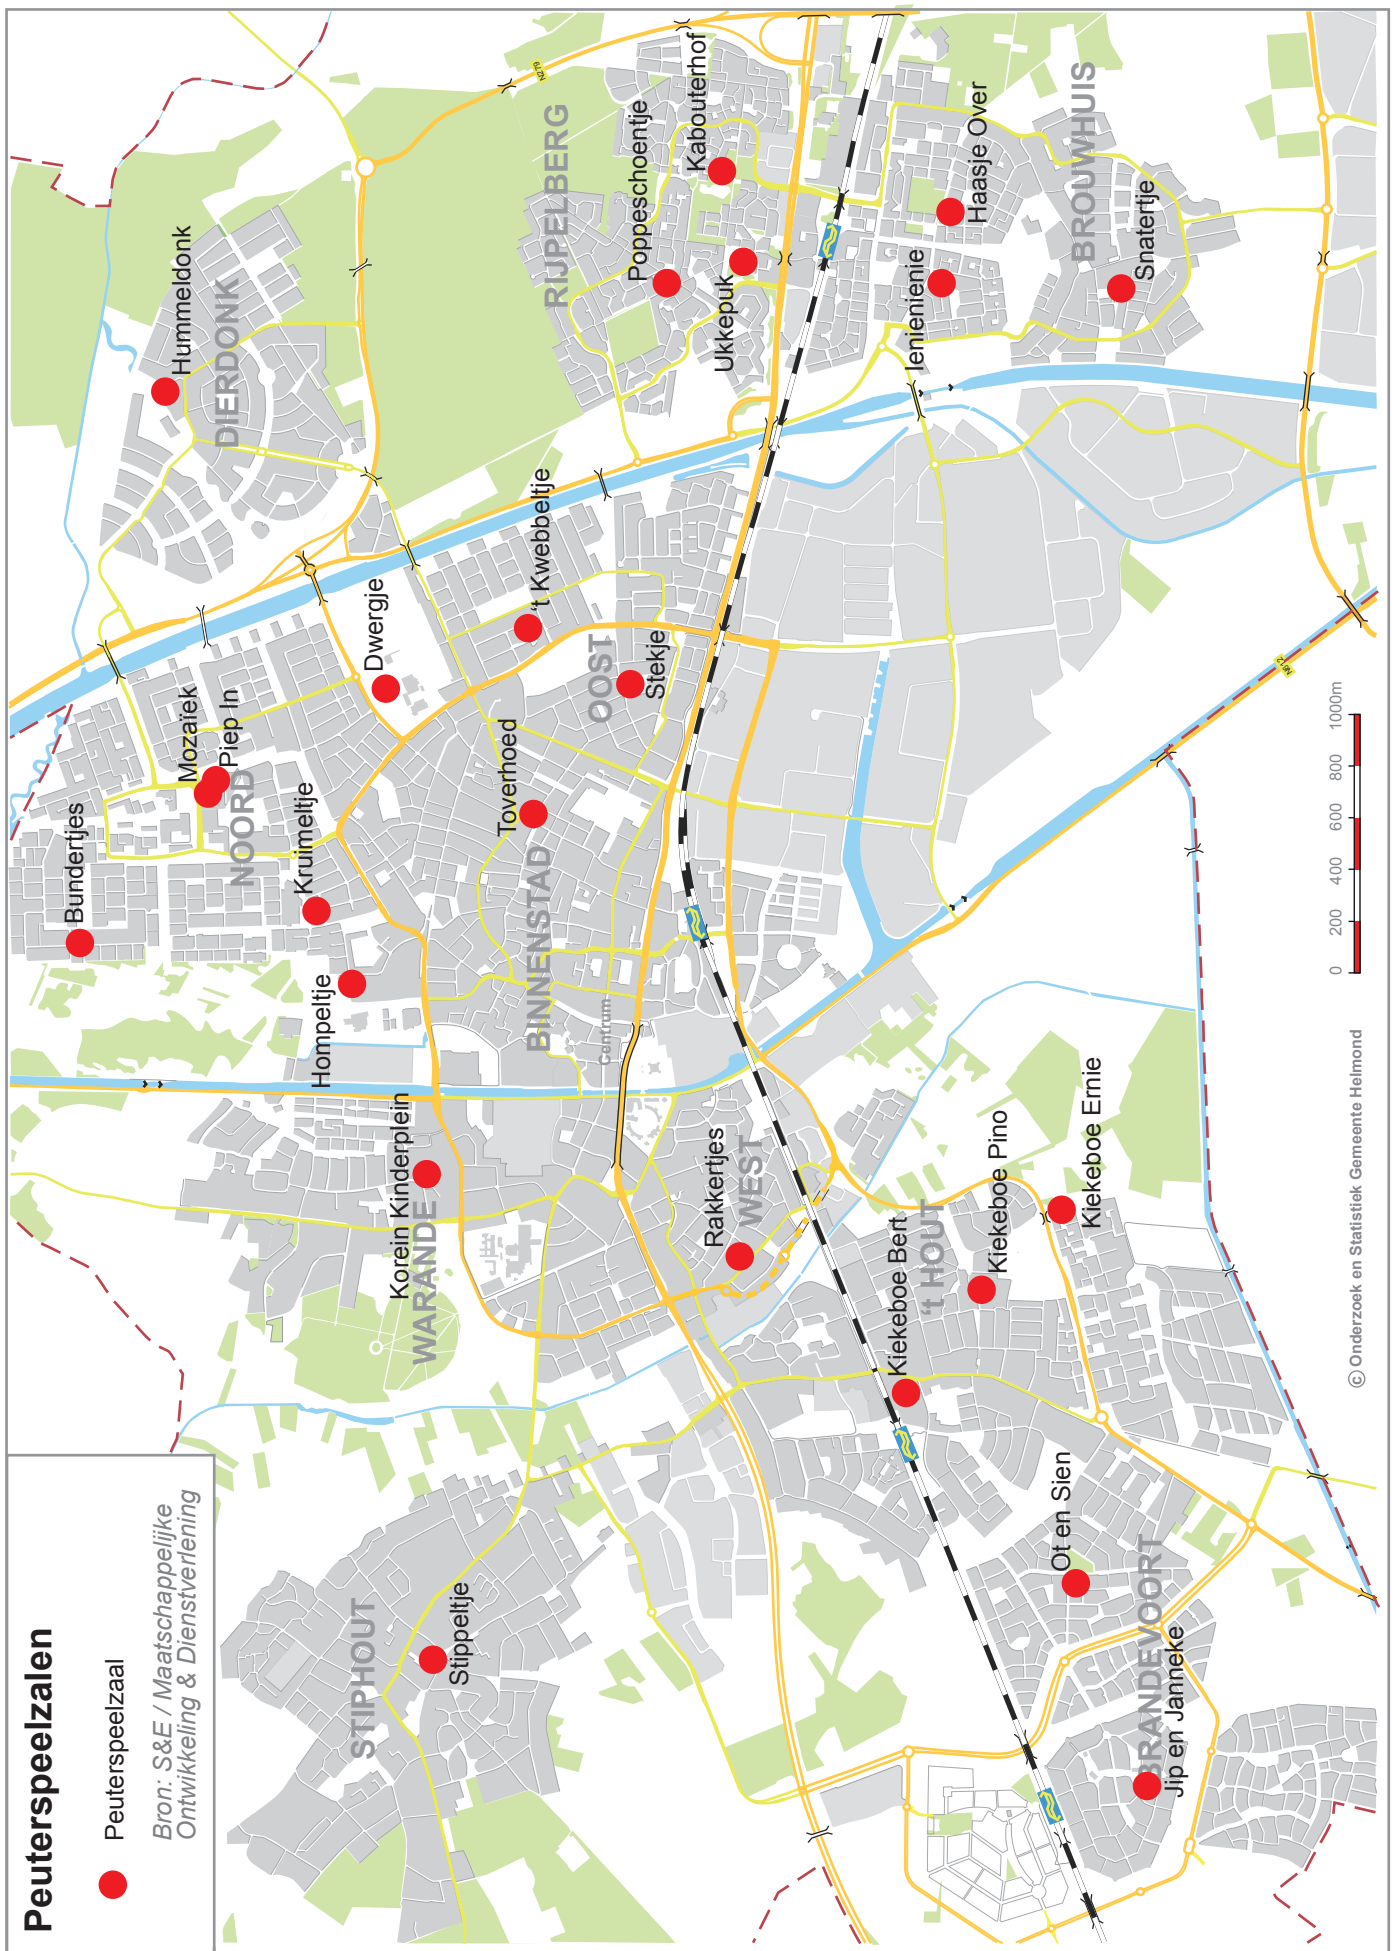 Peuterspeelzalen
Peuterspeelzaal
Bron: S&E / Maatschappelijke
Ontwikkeling & Dienstverlening
STIPHOUT
Stippeltje
WARANDE
Korein Kinderplein
Hompeltje
Bundertjes
Kruimeltje
NOORD
Mozaïek
Piep In
Dwergje
Hummeldonk
DIERDONK
N279
RIJPELBERG
Poppeschoentje
Kabouterhof
Ukkepuk
't Kwebbeltje
OOST
Stekje
Toverhoed
BINNENSTAD
Centrum
Rakkertjes
WEST
Kiekeboe Bert
't HOUT
Kiekeboe Pino
Kiekeboe Ernie
Ot en Sien
BRANDEVOORT
Jip en Janneke
Ienienienie
Haasje Over
BROUWHUIS
Snatertje
N612
0 200 400 600 800 1000m
© Onderzoek en Statistiek Gemeente Helmond